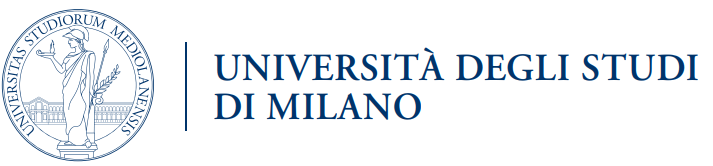 UNIVERSITAS STUDIORUM MEDIOLANENSIS
UNIVERSITÀ DEGLI STUDI
DI MILANO